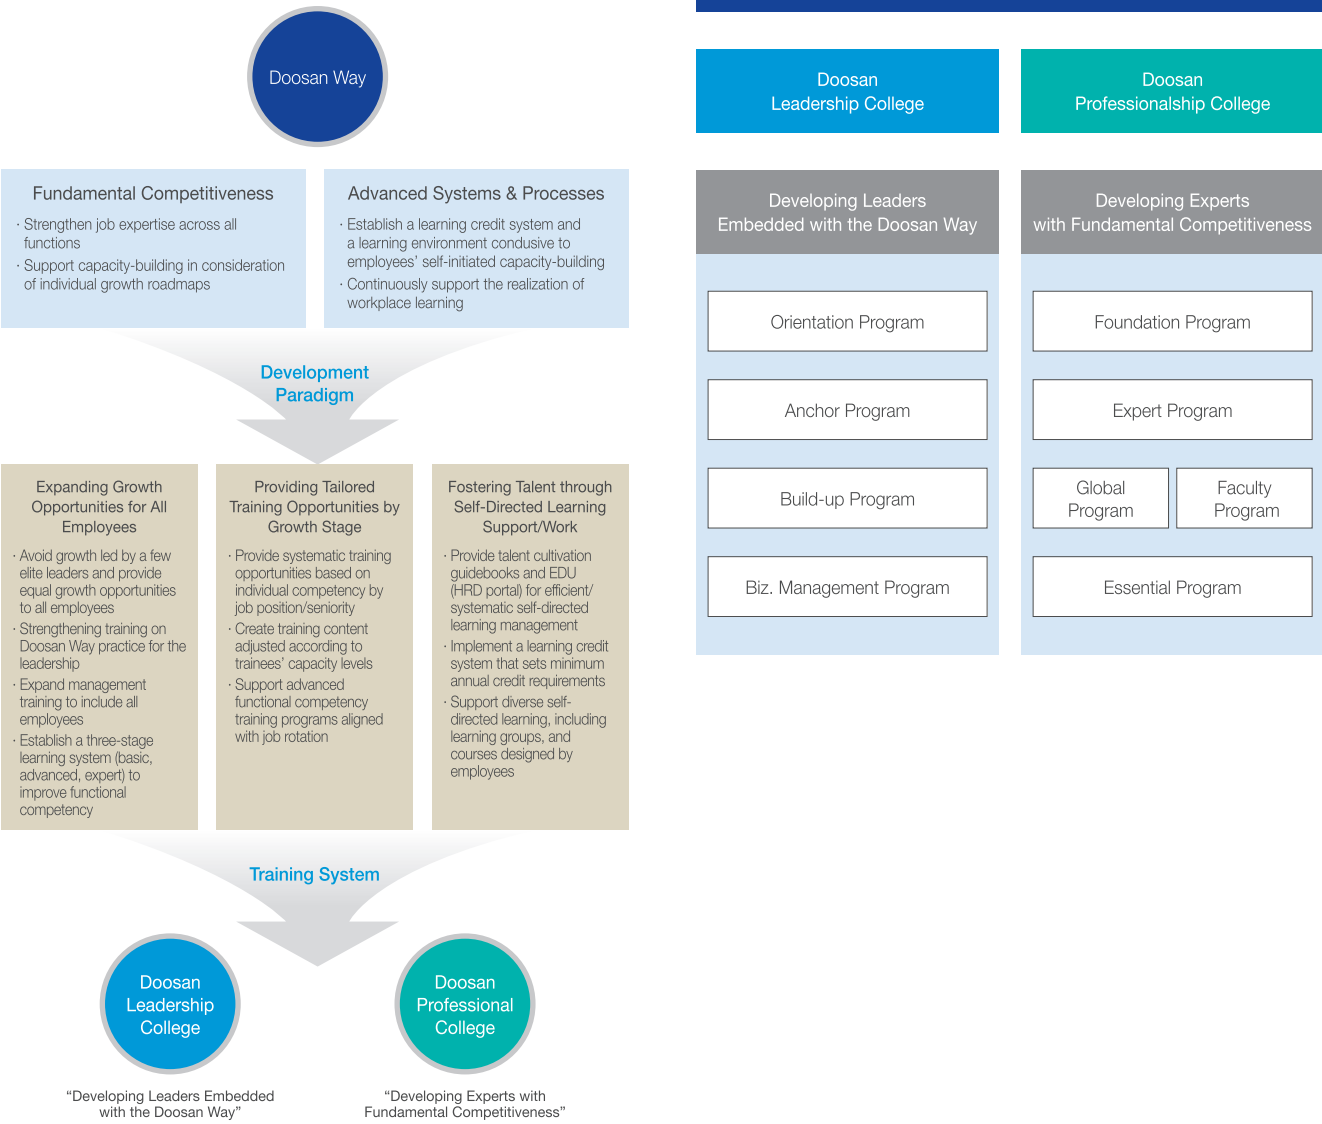 Doosan Way
Fundamental Competitiveness
· Strengthen job expertise across all
functions
· Support capacity-building in consideration
of individual growth roadmaps
Advanced Systems & Processes
· Establish a learning credit system and
a learning environment condusive to
employees’ self-initiated capacity-building
· Continuously support the realization of
workplace learning
Development
Paradigm
Expanding Growth
Opportunities for All
Employees
· Avoid growth led by a few
elite leaders and provide
equal growth opportunities
to all employees
· Strengthening training on
Doosan Way practice for the
leadership
· Expand management
training to include all
employees
· Establish a three-stage
learning system (basic,
advanced, expert) to
improve functional
competency
Providing Tailored
Training Opportunities by
Growth Stage
· Provide systematic training
opportunities based on
individual competency by
job position/seniority
· Create training content
adjusted according to
trainees’ capacity levels
· Support advanced
functional competency
training programs aligned
with job rotation
Fostering Talent through
Self-Directed Learning
Support/Work
· Provide talent cultivation
guidebooks and EDU
(HRD portal) for efficient/
systematic self-directed
learning management
· Implement a learning credit
system that sets minimum
annual credit requirements
· Support diverse self-
directed learning, including
learning groups, and
courses designed by
employees
Training System
Doosan
Leadership
College
“Developing Leaders Embedded
with the Doosan Way”
Doosan
Professional
College
“Developing Experts with
Fundamental Competitiveness”
Doosan
Leadership College
Developing Leaders
Embedded with the Doosan Way
Orientation Program
Anchor Program
Build-up Program
Biz. Management Program
Doosan
Professionalship College
Developing Experts
with Fundamental Competitiveness
Foundation Program
Expert Program
Global
Program
Faculty
Program
Essential Program